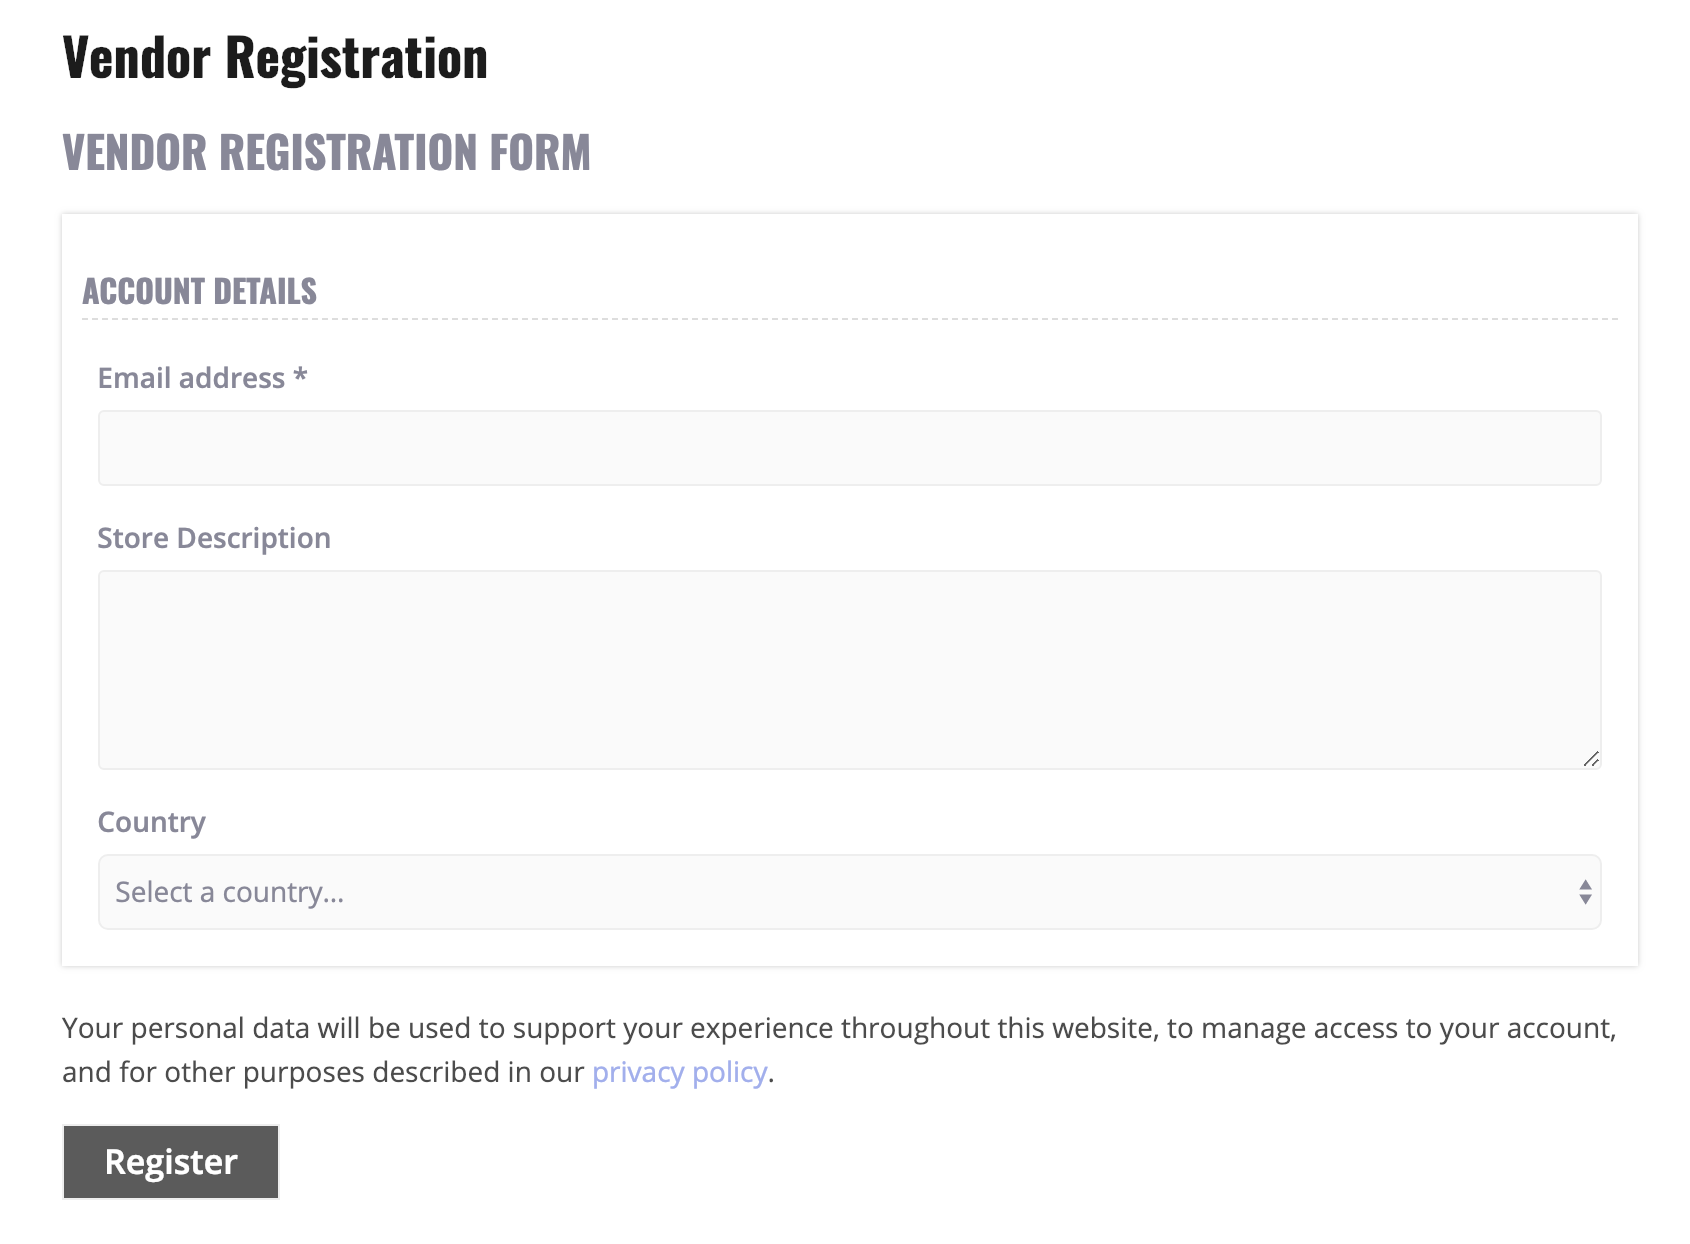 Vendor Registration
VENDOR REGISTRATION FORM
ACCOUNT DETAILS
Email address *
Store Description
Country
Select a country...
Your personal data will be used to support your experience throughout this website, to manage access to your account,
and for other purposes described in our privacy policy.
Register